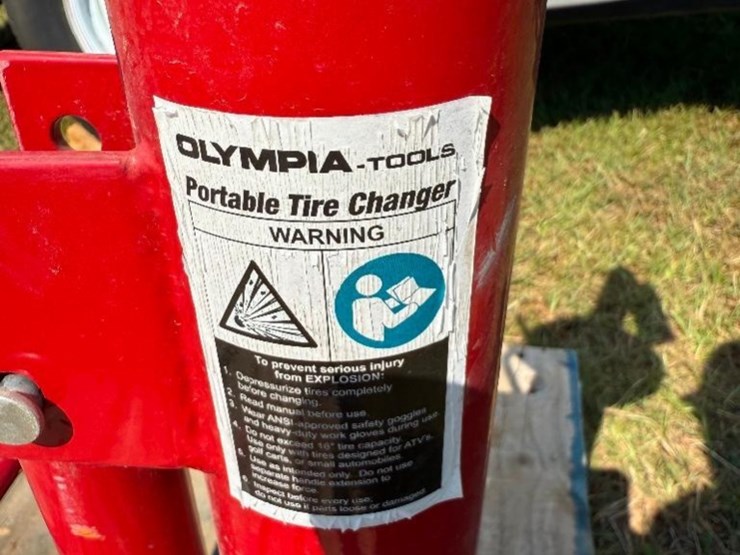 OLYMPIA-TOOLS
Portable Tire Changer
WARNING
To prevent serious injury
from EXPLOSION:
1. Depressurize tires completely
before changing.
2. Read manual before use.
3. Wear ANSI-approved safety goggles
and heavy-duty work gloves during use.
4. Do not exceed 16" tire capacity.
Use only with tires designed for ATV's,
golf carts, or small automobiles.
5. Use as intended only. Do not use
separate handle extension to
increase force.
6. Inspect before every use;
do not use if parts loose or damaged.